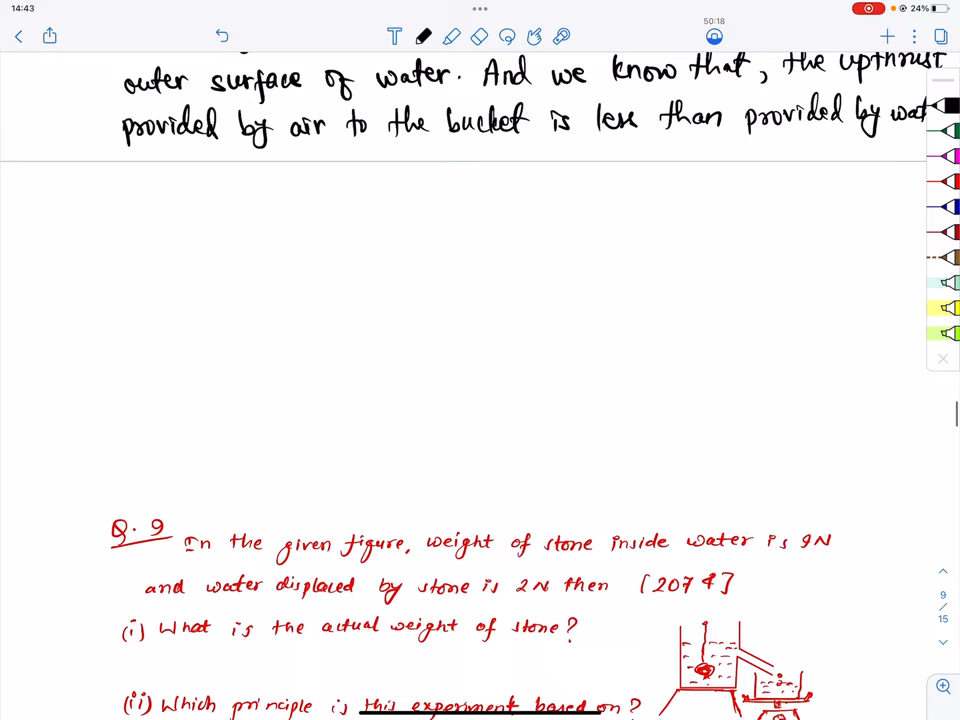 14:43
24%
50:18
outer surface of water. And we know that, the upthrust
provided by air to the bucket is less than provided by wat
Q. 9
In the given figure, weight of stone inside water is 9N
and water displaced by stone is 2N then [2074]
(i) What is the actual weight of stone?
(ii) Which principle is this experiment based on?
9
/
15